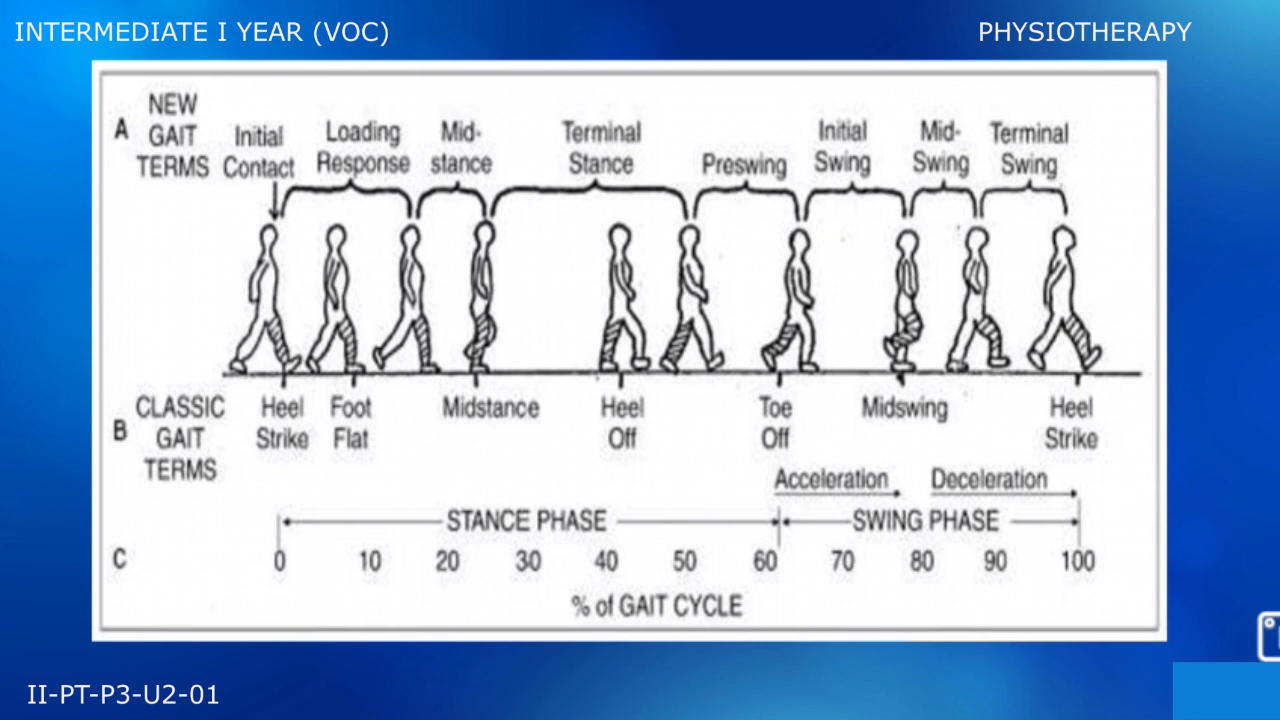 INTERMEDIATE I YEAR (VOC)
PHYSIOTHERAPY
A
NEW
GAIT
TERMS
Initial
Contact
Loading
Response
Mid-
stance
Terminal
Stance
Preswing
Initial
Swing
Mid-
Swing
Terminal
Swing
B
CLASSIC
GAIT
TERMS
Heel
Strike
Foot
Flat
Midstance
Heel
Off
Toe
Off
Midswing
Heel
Strike
Acceleration
Deceleration
STANCE PHASE
SWING PHASE
C
0 10 20 30 40 50 60 70 80 90 100
% of GAIT CYCLE
II-PT-P3-U2-01